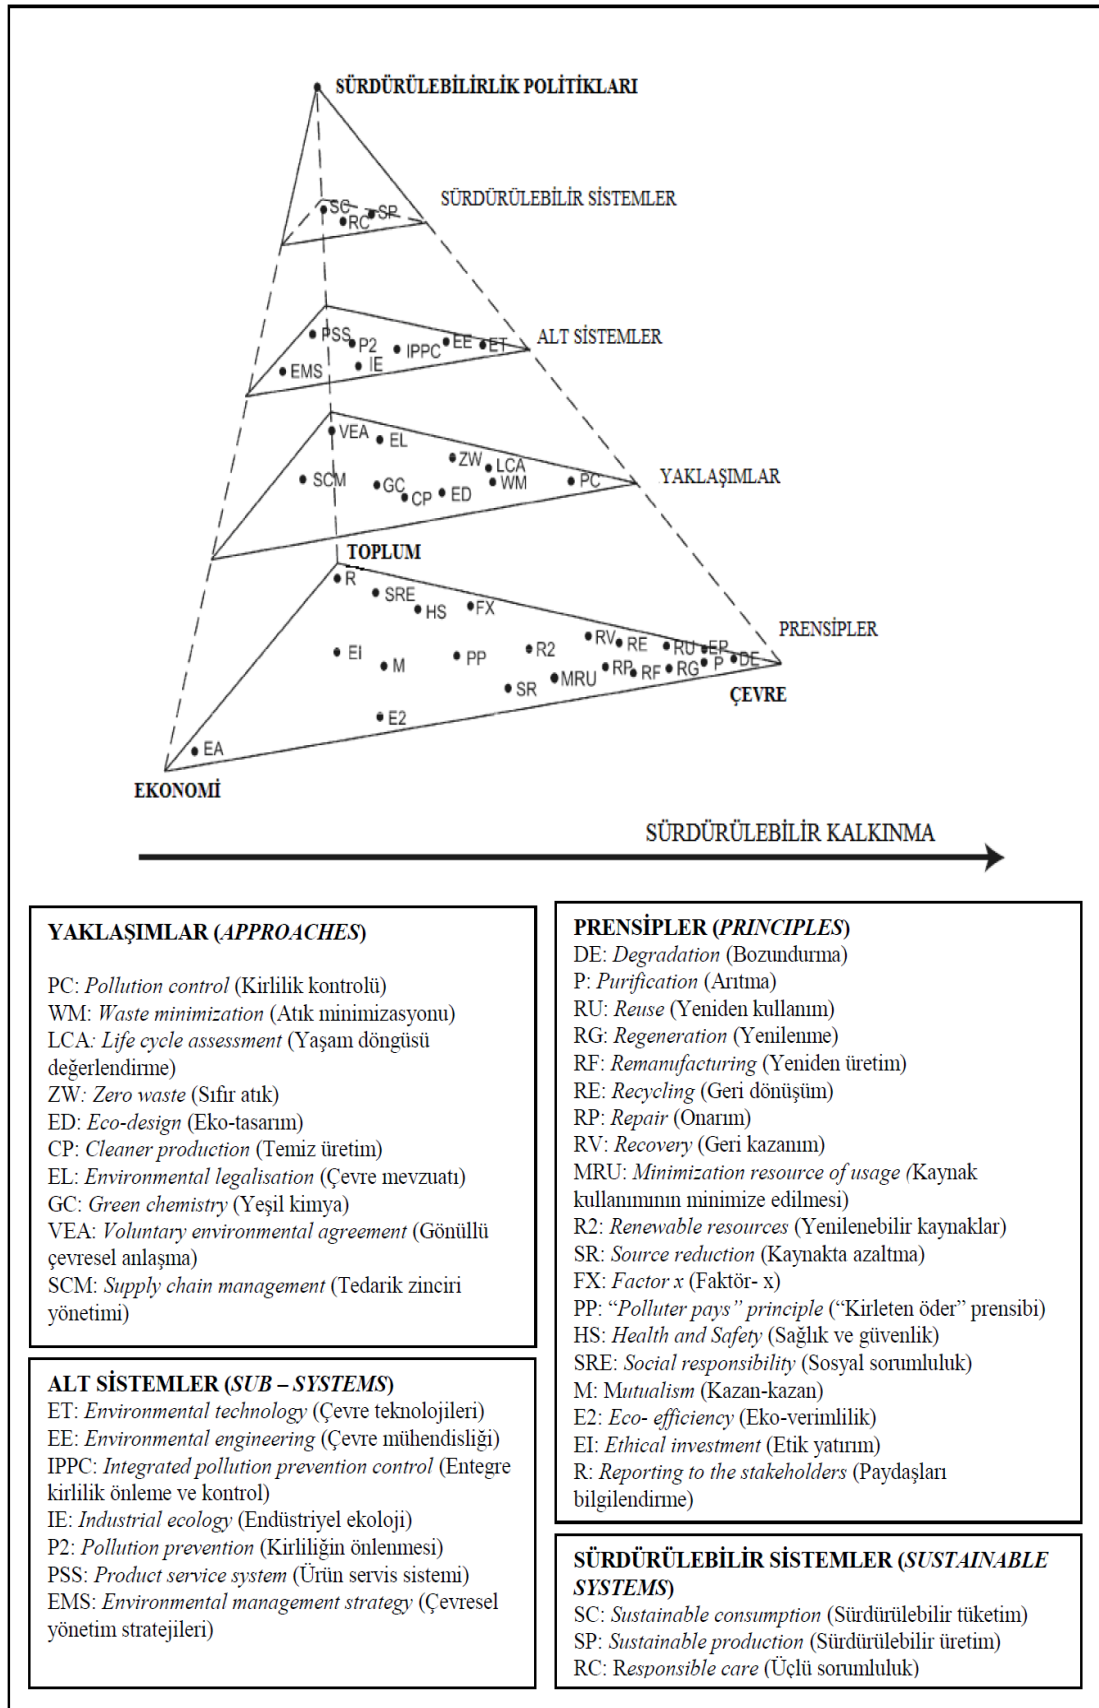 SÜRDÜRÜLEBİLİRLİK POLİTİKLARI
SÜRDÜRÜLEBİLİR SİSTEMLER
SC
SP
RC
ALT SİSTEMLER
PSS
P2
IPPC
EE
ET
EMS
IE
YAKLAŞIMLAR
VEA
EL
ZW
LCA
SCM
GC
CP
ED
WM
PC
TOPLUM
R
SRE
HS
FX
PRENSİPLER
EI
M
PP
R2
RV
RE
RU
EP
DE
SR
MRU
RP
RF
RG
P
ÇEVRE
E2
EA
EKONOMİ
SÜRDÜRÜLEBİLİR KALKINMA
YAKLAŞIMLAR (APPROACHES)
PC: Pollution control (Kirlilik kontrolü)
WM: Waste minimization (Atık minimizasyonu)
LCA: Life cycle assessment (Yaşam döngüsü
değerlendirme)
ZW: Zero waste (Sıfır atık)
ED: Eco-design (Eko-tasarım)
CP: Cleaner production (Temiz üretim)
EL: Environmental legalisation (Çevre mevzuatı)
GC: Green chemistry (Yeşil kimya)
VEA: Voluntary environmental agreement (Gönüllü
çevresel anlaşma)
SCM: Supply chain management (Tedarik zinciri
yönetimi)
ALT SİSTEMLER (SUB – SYSTEMS)
ET: Environmental technology (Çevre teknolojileri)
EE: Environmental engineering (Çevre mühendisliği)
IPPC: Integrated pollution prevention control (Entegre
kirlilik önleme ve kontrol)
IE: Industrial ecology (Endüstriyel ekoloji)
P2: Pollution prevention (Kirliliğin önlenmesi)
PSS: Product service system (Ürün servis sistemi)
EMS: Environmental management strategy (Çevresel
yönetim stratejileri)
PRENSİPLER (PRINCIPLES)
DE: Degradation (Bozundurma)
P: Purification (Arıtma)
RU: Reuse (Yeniden kullanım)
RG: Regeneration (Yenilenme)
RF: Remanufacturing (Yeniden üretim)
RE: Recycling (Geri dönüşüm)
RP: Repair (Onarım)
RV: Recovery (Geri kazanım)
MRU: Minimization resource of usage (Kaynak
kullanımının minimize edilmesi)
R2: Renewable resources (Yenilenebilir kaynaklar)
SR: Source reduction (Kaynakta azaltma)
FX: Factor x (Faktör- x)
PP: “Polluter pays” principle (“Kirleten öder” prensibi)
HS: Health and Safety (Sağlık ve güvenlik)
SRE: Social responsibility (Sosyal sorumluluk)
M: Mutualism (Kazan-kazan)
E2: Eco- efficiency (Eko-verimlilik)
EI: Ethical investment (Etik yatırım)
R: Reporting to the stakeholders (Paydaşları
bilgilendirme)
SÜRDÜRÜLEBİLİR SİSTEMLER (SUSTAINABLE
SYSTEMS)
SC: Sustainable consumption (Sürdürülebilir tüketim)
SP: Sustainable production (Sürdürülebilir üretim)
RC: Responsible care (Üçlü sorumluluk)